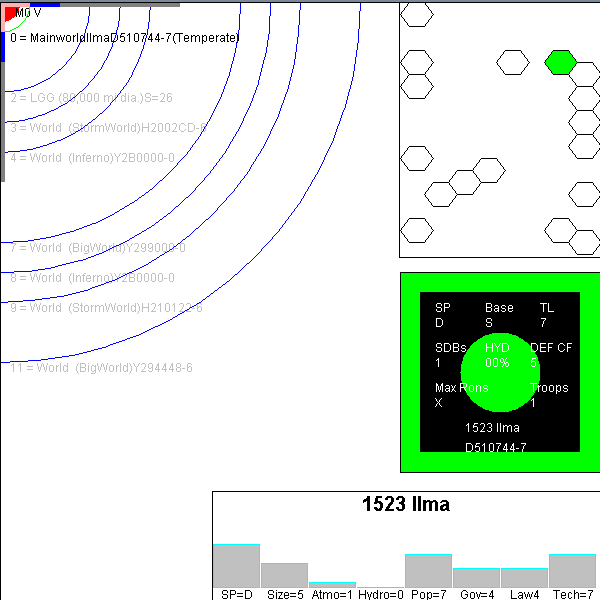 M0 V
0 = MainworldIlmaD510744-7(Temperate)
2 = LGG (80,000 mi dia.)S=26
3 = World (StormWorld)H2002CD-6
4 = World (Inferno)Y2B0000-0
7 = World (BigWorld)Y299000-0
8 = World (Inferno)Y2B0000-0
9 = World (StormWorld)H210122-6
11 = World (BigWorld)Y294448-6
SP Base TL
D S 7
SDBs HYD DEF CF
1 00% 5
Max Rons Troops
X 1
1523 Ilma
D510744-7
1523 Ilma
SP=D Size=5 Atmo=1 Hydro=0 Pop=7 Gov=4 Law4 Tech=7